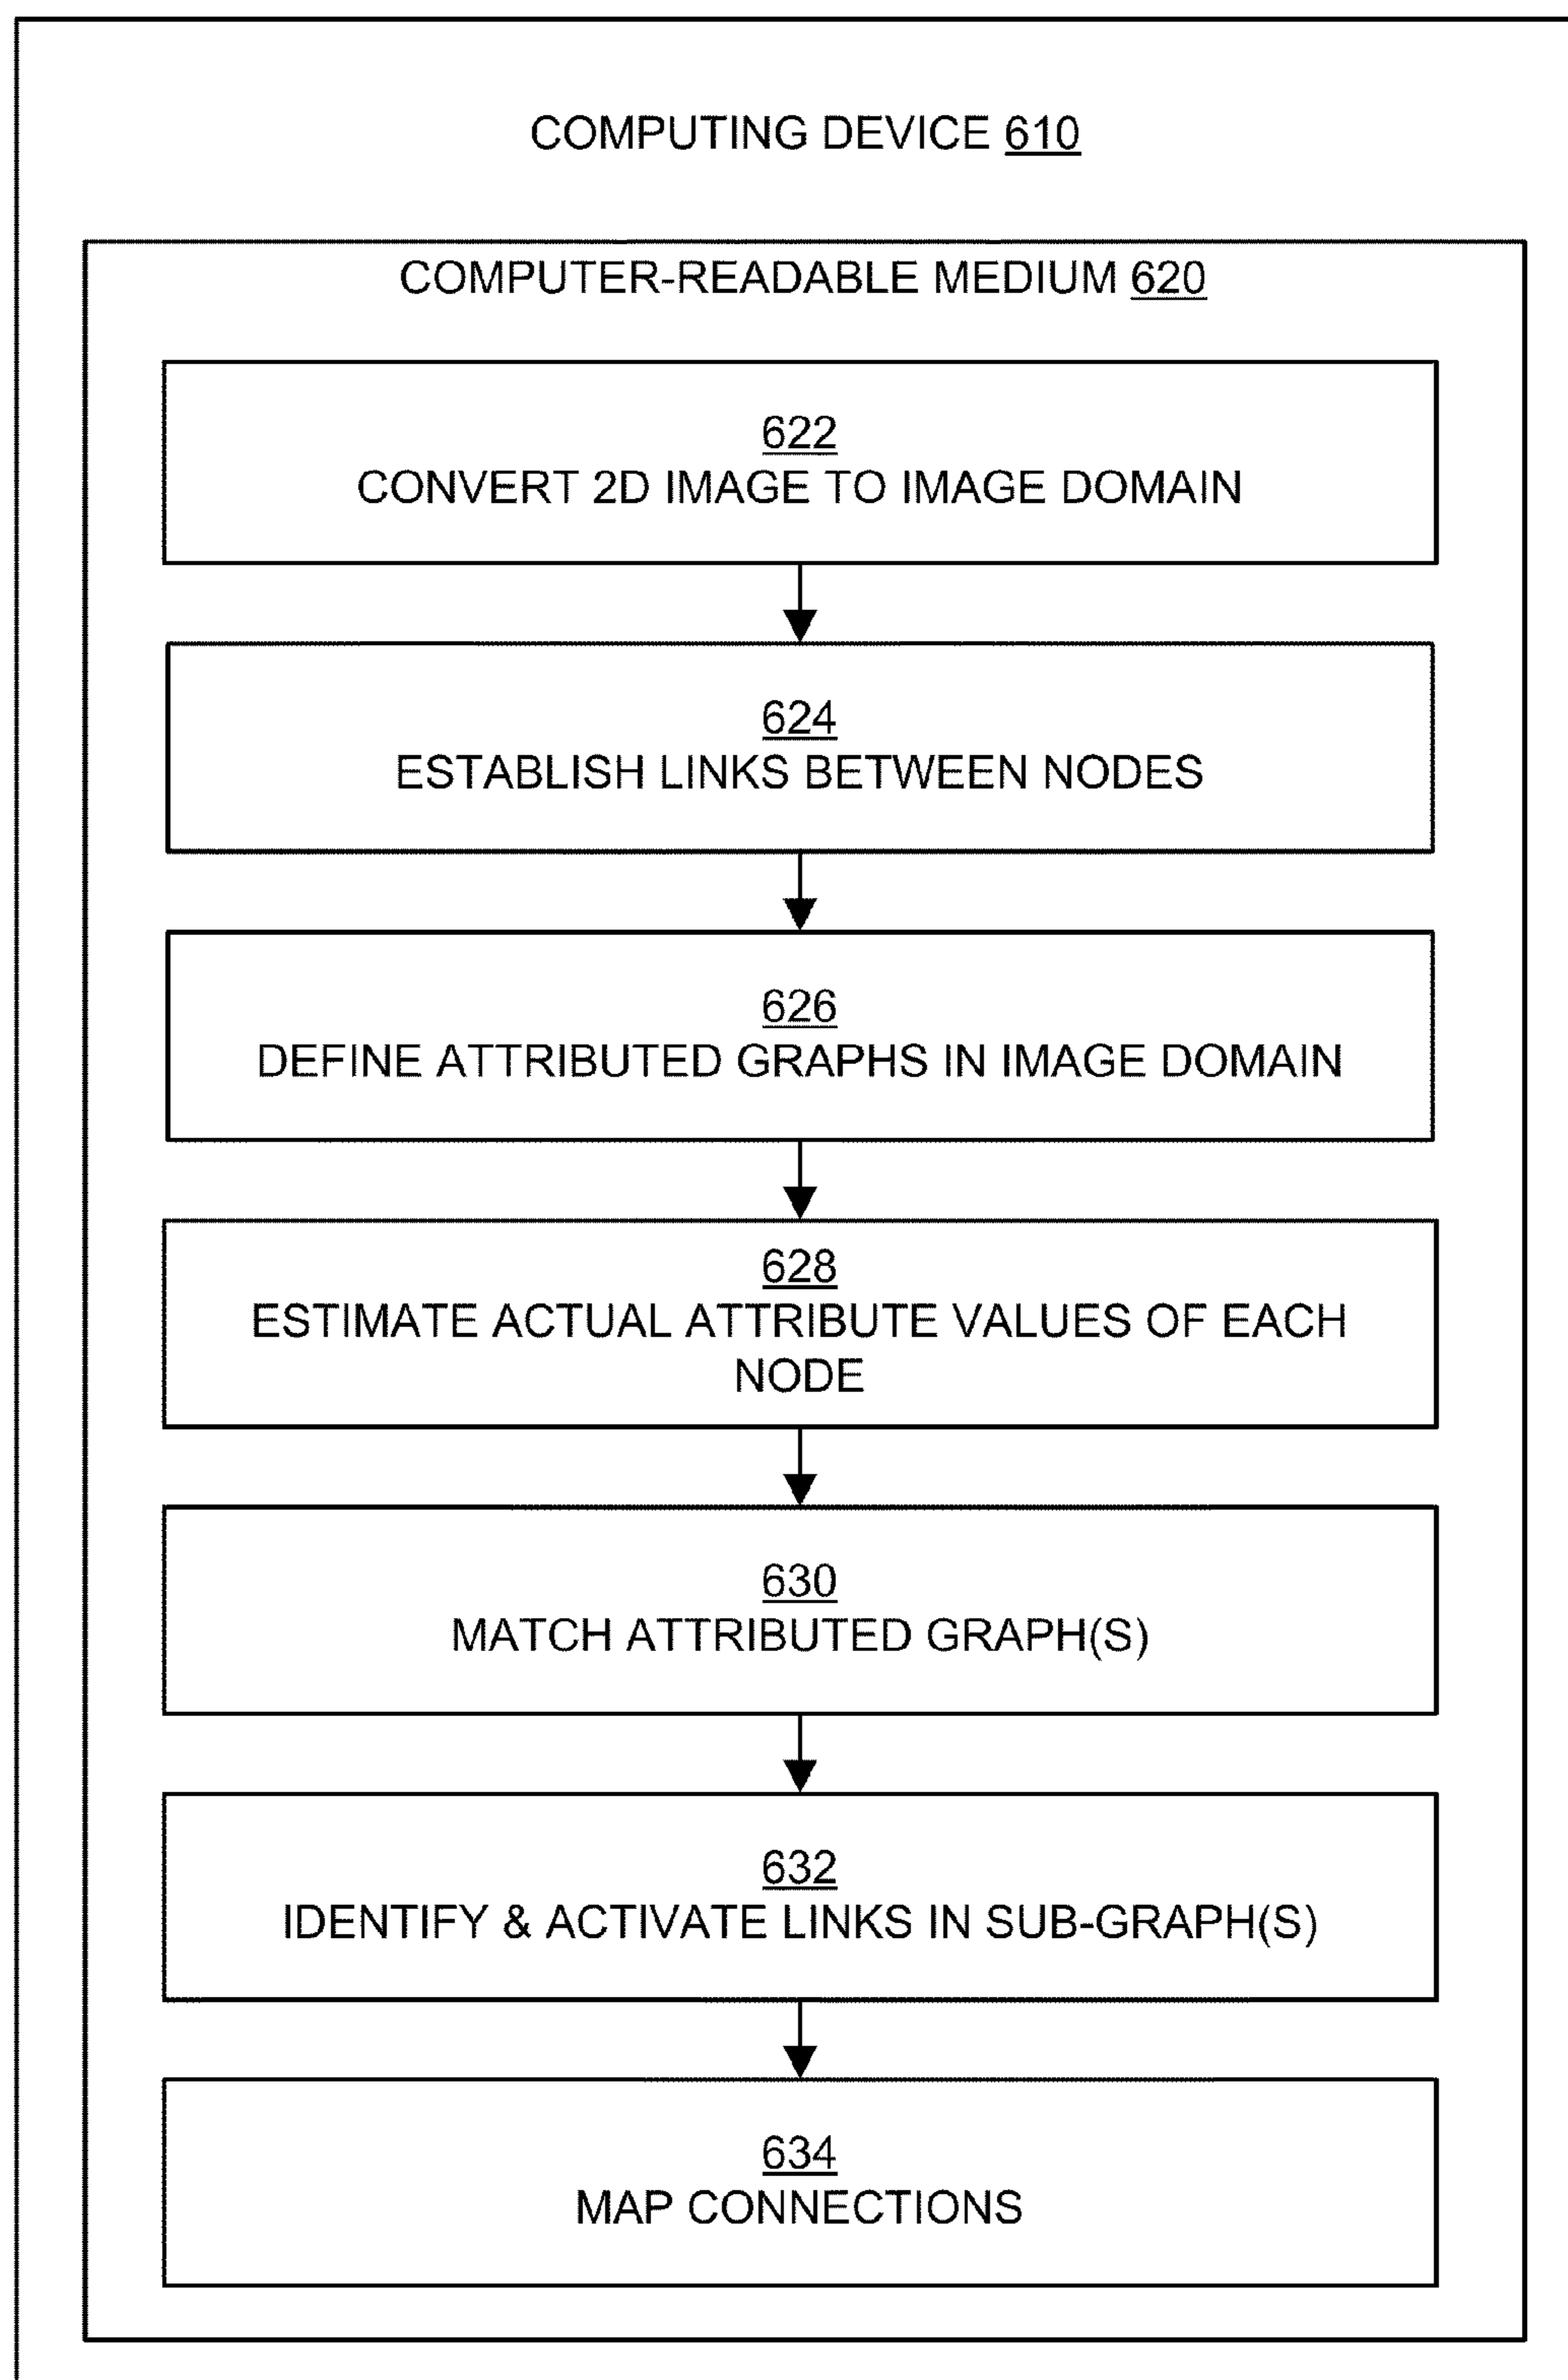 COMPUTING DEVICE 610
COMPUTER-READABLE MEDIUM 620
622
CONVERT 2D IMAGE TO IMAGE DOMAIN
624
ESTABLISH LINKS BETWEEN NODES
626
DEFINE ATTRIBUTED GRAPHS IN IMAGE DOMAIN
628
ESTIMATE ACTUAL ATTRIBUTE VALUES OF EACH
NODE
630
MATCH ATTRIBUTED GRAPH(S)
632
IDENTIFY & ACTIVATE LINKS IN SUB-GRAPH(S)
634
MAP CONNECTIONS